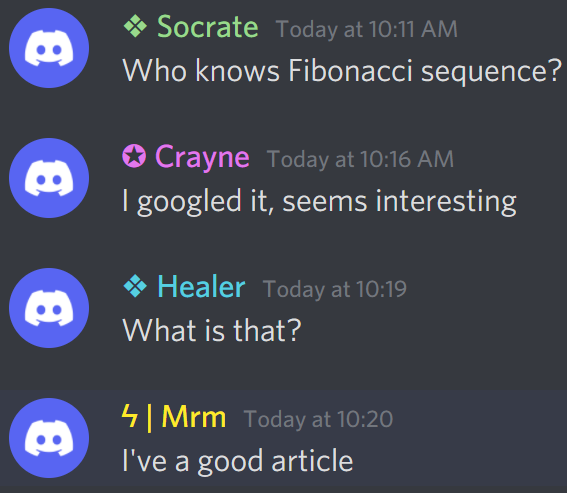 ❖ Socrate Today at 10:11 AM
Who knows Fibonacci sequence?
✪ Crayne Today at 10:16 AM
I googled it, seems interesting
❖ Healer Today at 10:19
What is that?
ϟ | Mrm Today at 10:20
I've a good article